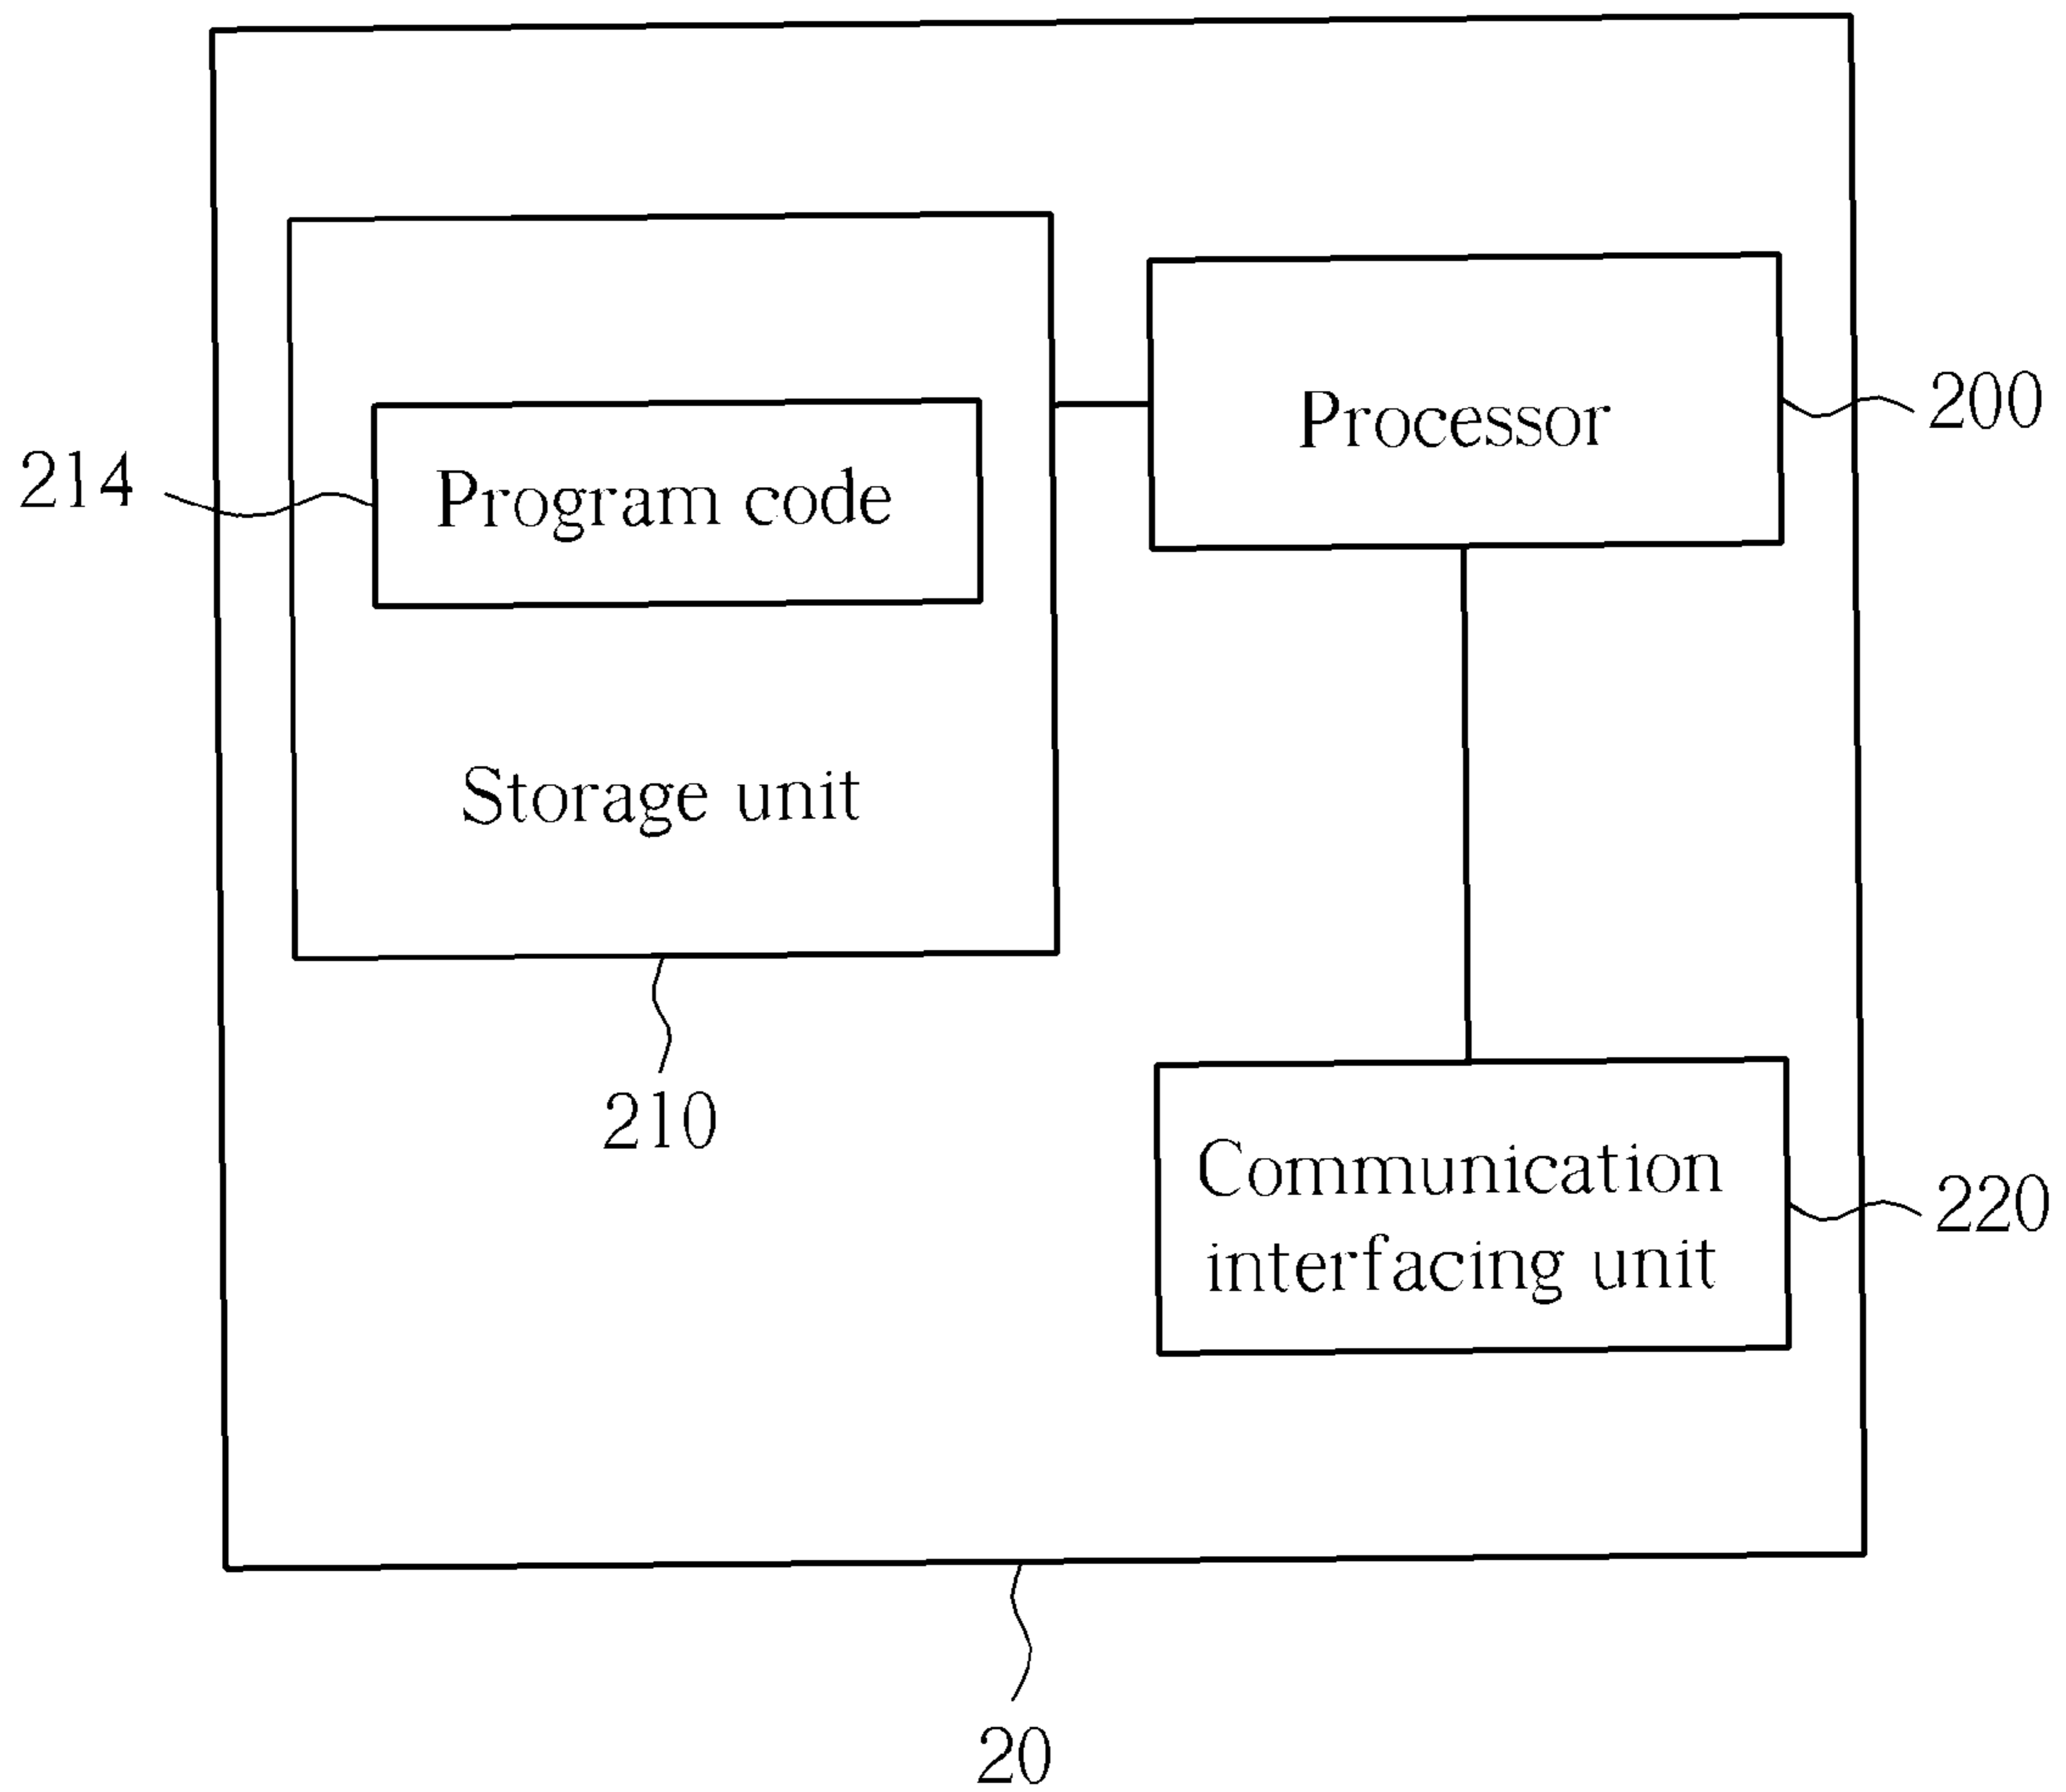 Processor
200
214
Program code
Storage unit
210
Communication
interfacing unit
220
20